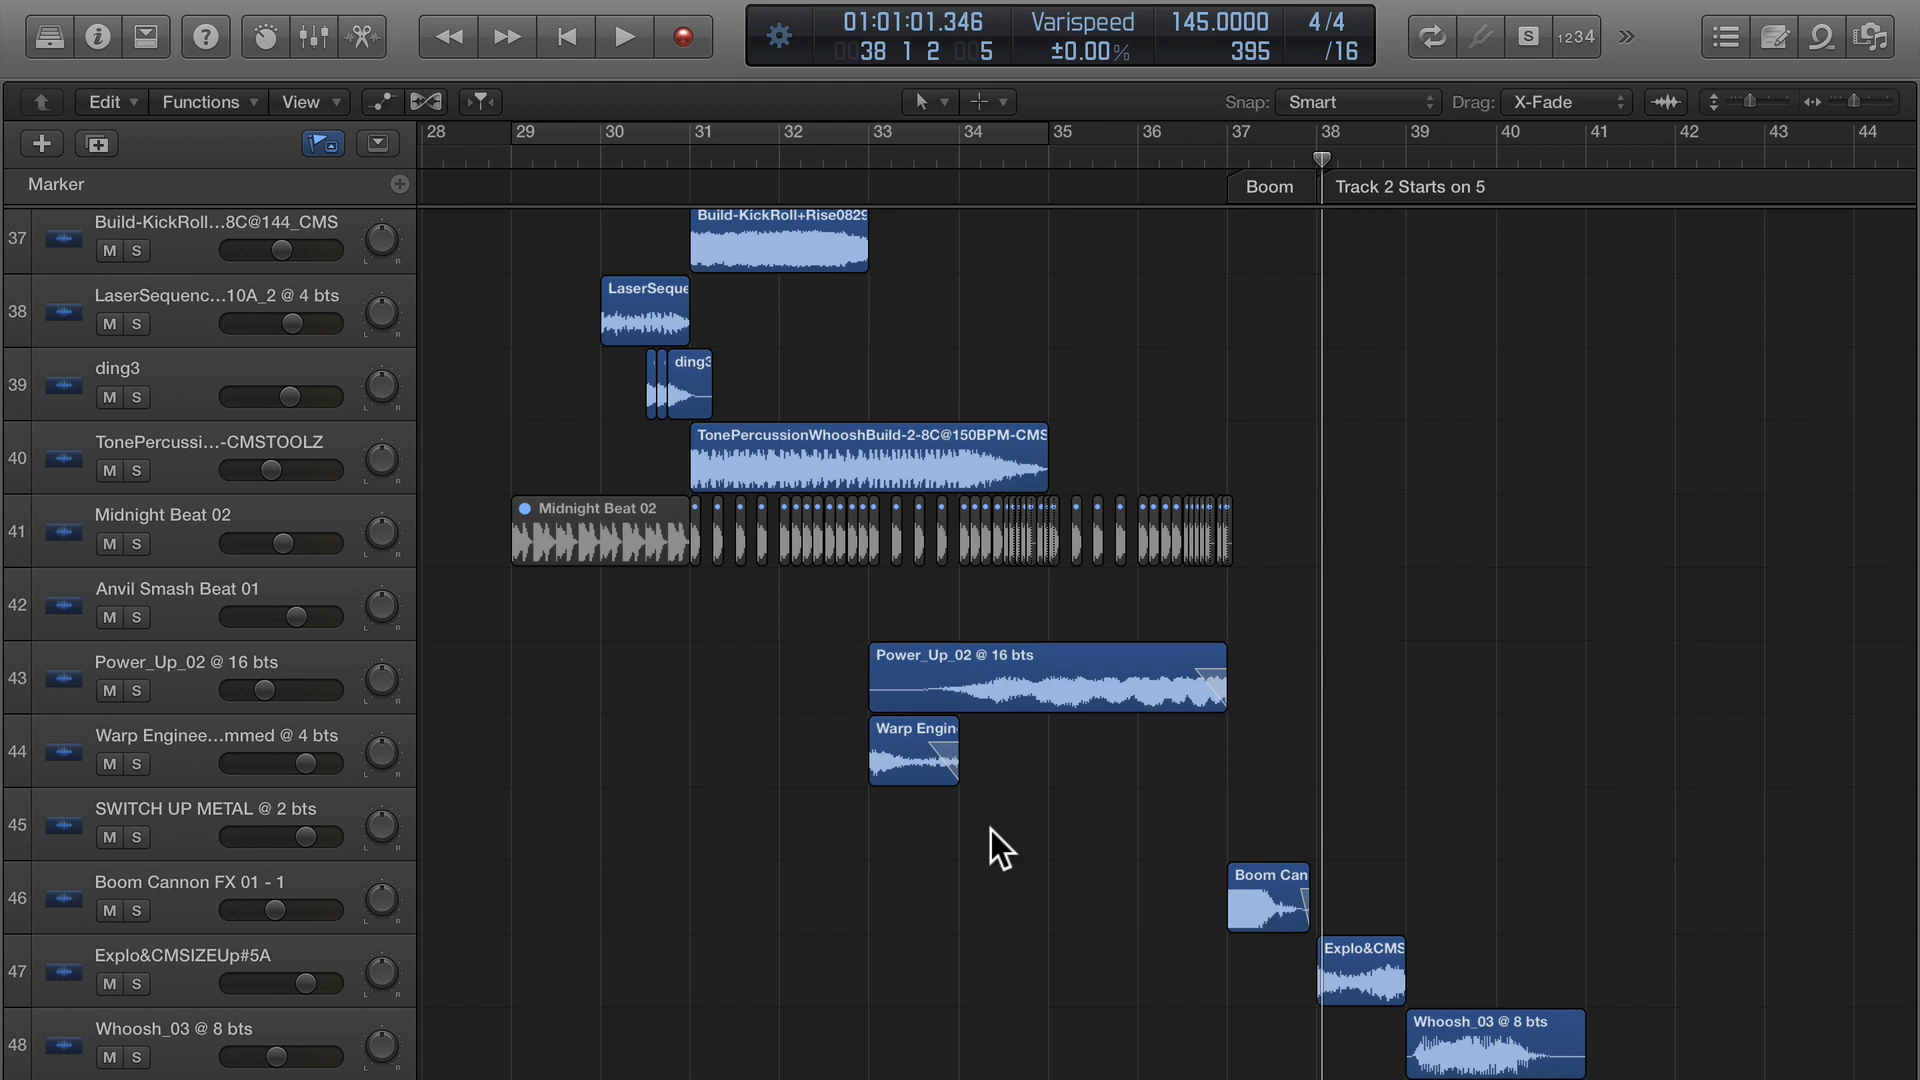 01:01:01.346
38 1 2 5
Varispeed
±0.00%
145.0000
395
4/4
/16
S
1234
Edit
Functions
View
Snap: Smart
Drag: X-Fade
28 29 30 31 32 33 34 35 36 37 38 39 40 41 42 43 44
Marker
Boom
Track 2 Starts on 5
37
Build-KickRoll...8C@144_CMS
M S
L R
Build-KickRoll+Rise0829
38
LaserSequenc...10A_2 @ 4 bts
M S
L R
LaserSeque
39
ding3
M S
L R
ding3
40
TonePercussi...-CMSTOOLZ
M S
L R
TonePercussionWhooshBuild-2-8C@150BPM-CMS
41
Midnight Beat 02
M S
L R
Midnight Beat 02
42
Anvil Smash Beat 01
M S
L R
43
Power_Up_02 @ 16 bts
M S
L R
Power_Up_02 @ 16 bts
44
Warp Enginee...mmed @ 4 bts
M S
L R
Warp Engin
45
SWITCH UP METAL @ 2 bts
M S
L R
46
Boom Cannon FX 01 - 1
M S
L R
Boom Can
47
Explo&CMSIZEUp#5A
M S
L R
Explo&CMS
48
Whoosh_03 @ 8 bts
M S
L R
Whoosh_03 @ 8 bts